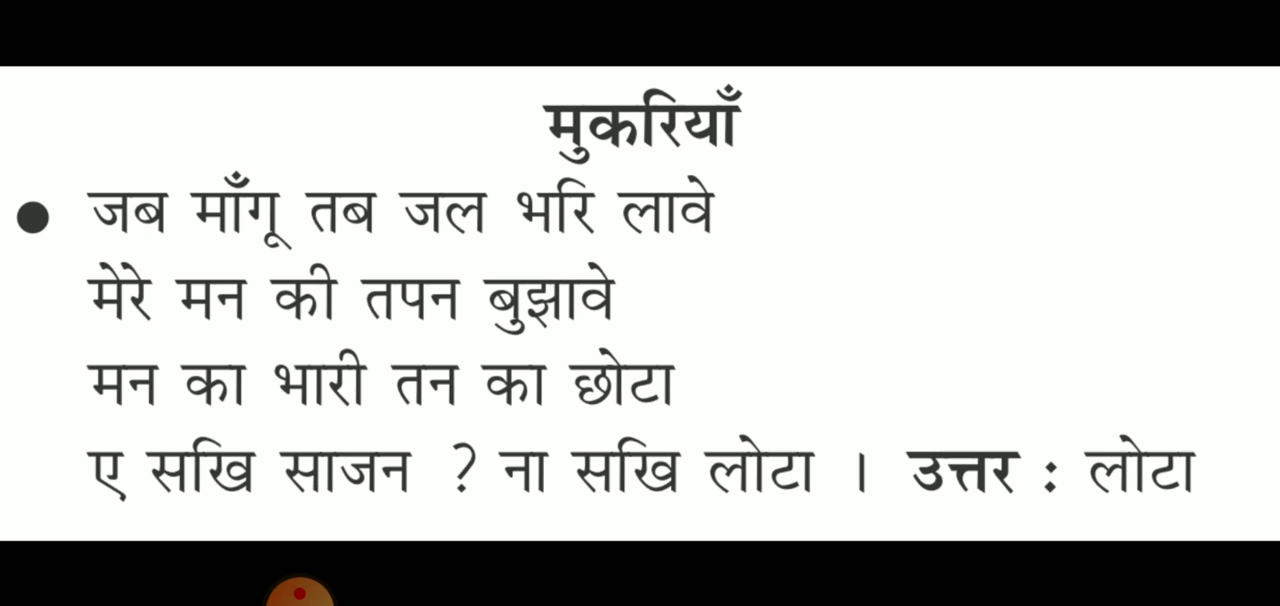 मुकरियाँ
● जब माँगू तब जल भरि लावे
मेरे मन की तपन बुझावे
मन का भारी तन का छोटा
ए सखि साजन ? ना सखि लोटा । उत्तर : लोटा